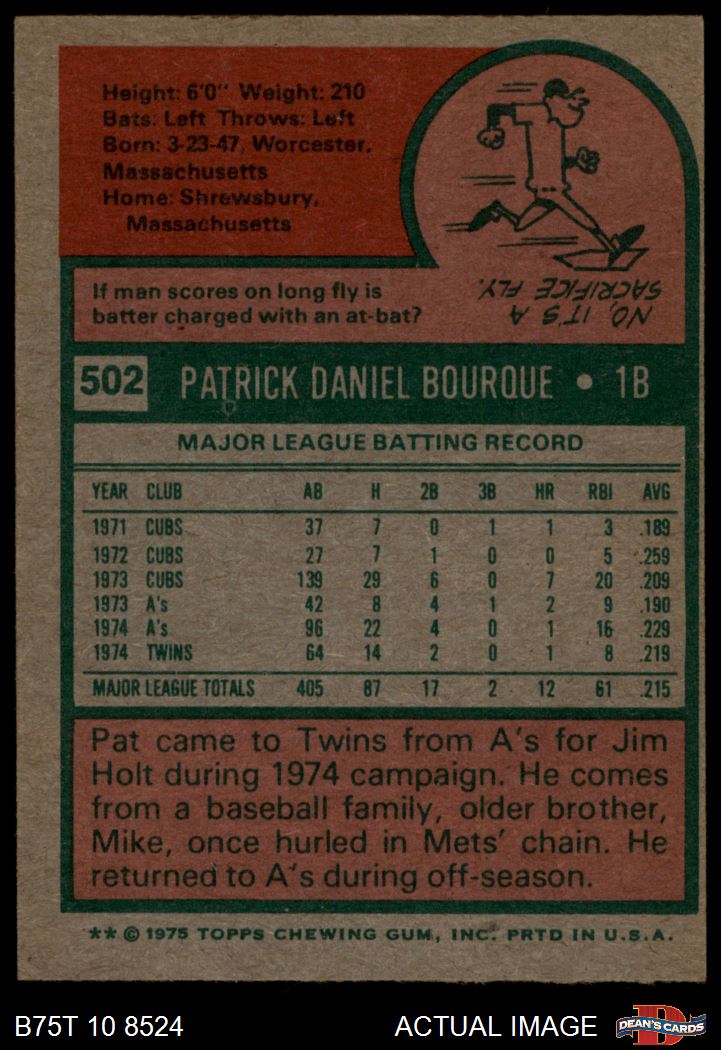 Height: 6'0" Weight: 210
Bats: Left Throws: Left
Born: 3-23-47, Worcester,
Massachusetts
Home: Shrewsbury,
Massachusetts
If man scores on long fly is
batter charged with an at-bat?
NO, IT'S A
SACRIFICE FLY.
502 PATRICK DANIEL BOURQUE • 1B
MAJOR LEAGUE BATTING RECORD
YEAR CLUB AB H 2B 3B HR RBI AVG
1971 CUBS 37 7 0 1 1 3 .189
1972 CUBS 27 7 1 0 0 5 .259
1973 CUBS 139 29 6 0 7 20 .209
1973 A's 42 8 4 1 2 9 .190
1974 A's 96 22 4 0 1 16 .229
1974 TWINS 64 14 2 0 1 8 .219
MAJOR LEAGUE TOTALS 405 87 17 2 12 61 .215
Pat came to Twins from A's for Jim
Holt during 1974 campaign. He comes
from a baseball family, older brother,
Mike, once hurled in Mets' chain. He
returned to A's during off-season.
** © 1975 TOPPS CHEWING GUM, INC. PRTD IN U.S.A.
B75T 10 8524 ACTUAL IMAGE DEAN'S CARDS